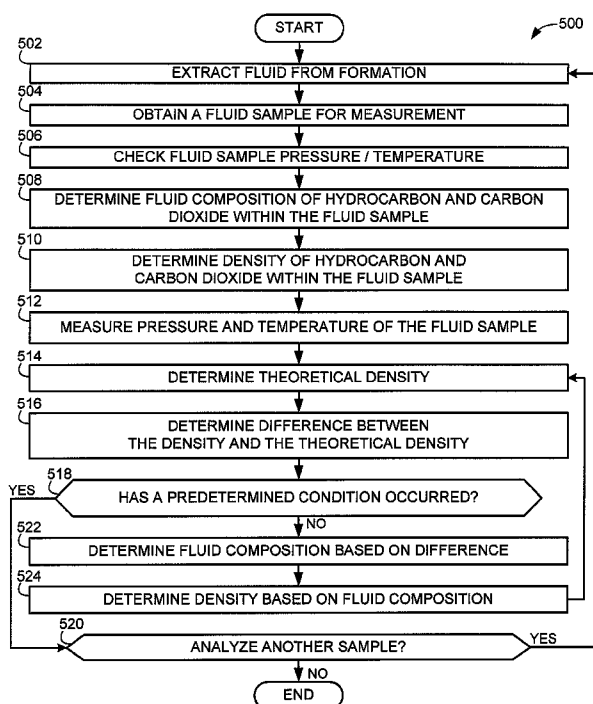 500
START
502
EXTRACT FLUID FROM FORMATION
504
OBTAIN A FLUID SAMPLE FOR MEASUREMENT
506
CHECK FLUID SAMPLE PRESSURE / TEMPERATURE
508
DETERMINE FLUID COMPOSITION OF HYDROCARBON AND CARBON
DIOXIDE WITHIN THE FLUID SAMPLE
510
DETERMINE DENSITY OF HYDROCARBON AND
CARBON DIOXIDE WITHIN THE FLUID SAMPLE
512
MEASURE PRESSURE AND TEMPERATURE OF THE FLUID SAMPLE
514
DETERMINE THEORETICAL DENSITY
516
DETERMINE DIFFERENCE BETWEEN
THE DENSITY AND THE THEORETICAL DENSITY
518
YES
HAS A PREDETERMINED CONDITION OCCURRED?
NO
522
DETERMINE FLUID COMPOSITION BASED ON DIFFERENCE
524
DETERMINE DENSITY BASED ON FLUID COMPOSITION
520
ANALYZE ANOTHER SAMPLE?
YES
NO
END